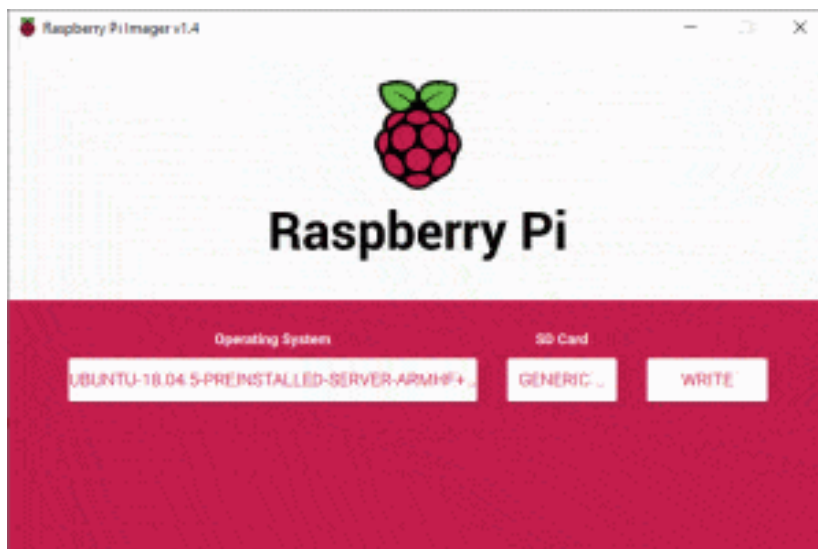 Raspberry Pi Imager v1.4
Raspberry Pi
Operating System
SD Card
UBUNTU-18.04.5-PREINSTALLED-SERVER-ARMHF+...
GENERIC...
WRITE